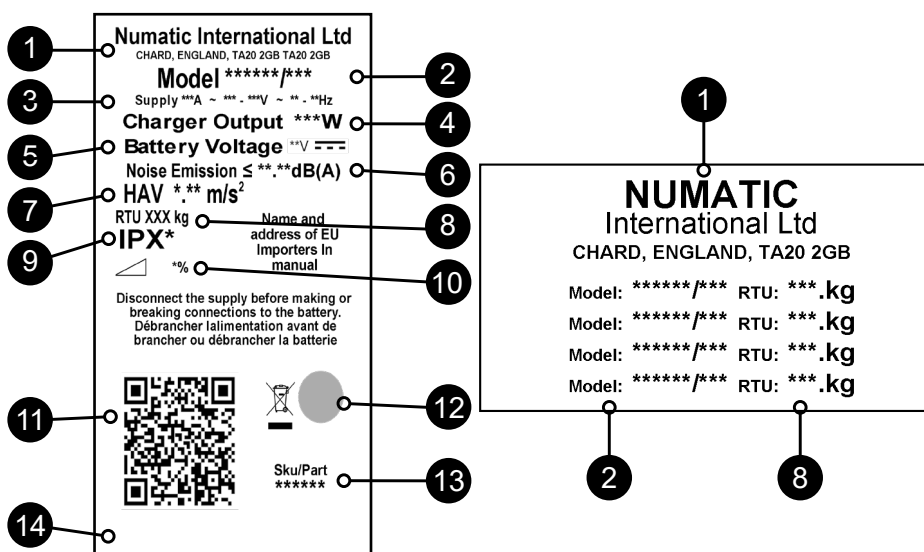 Numatic International Ltd
CHARD, ENGLAND, TA20 2GB TA20 2GB
1
Model ******/***
2
3
Supply ***A ~ *** - ***V ~ ** - **Hz
Charger Output ***W
4
5
Battery Voltage **V
Noise Emission ≤ **.**dB(A)
6
7
HAV *.** m/s²
RTU XXX kg
8
9
IPX*
Name and
address of EU
Importers In
manual
*%
10
Disconnect the supply before making or
breaking connections to the battery.
Débrancher lalimentation avant de
brancher ou débrancher la batterie
11
12
Sku/Part
******
13
14
1
NUMATIC
International Ltd
CHARD, ENGLAND, TA20 2GB
Model: ******/*** RTU: ***.kg
Model: ******/*** RTU: ***.kg
Model: ******/*** RTU: ***.kg
Model: ******/*** RTU: ***.kg
2
8